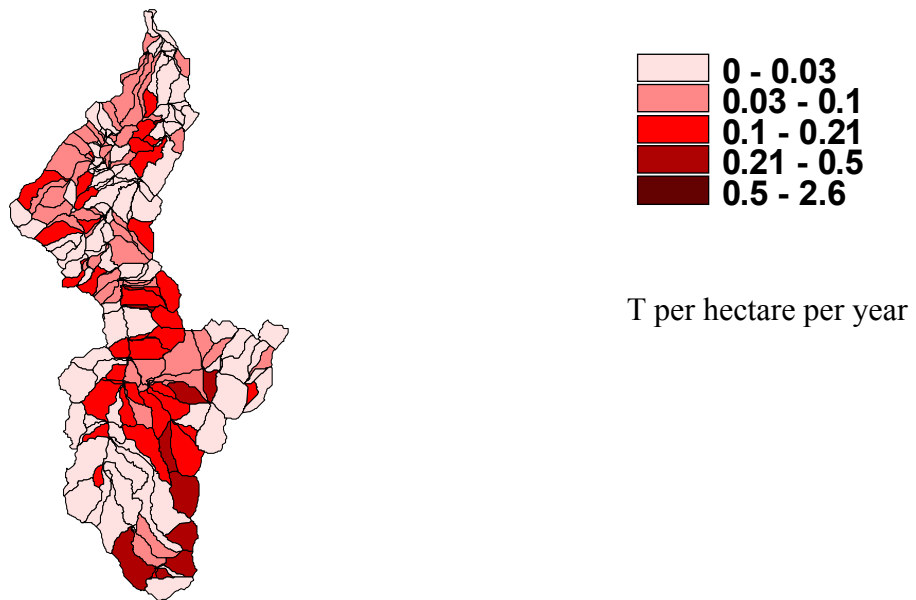 0 - 0.03
0.03 - 0.1
0.1 - 0.21
0.21 - 0.5
0.5 - 2.6
T per hectare per year